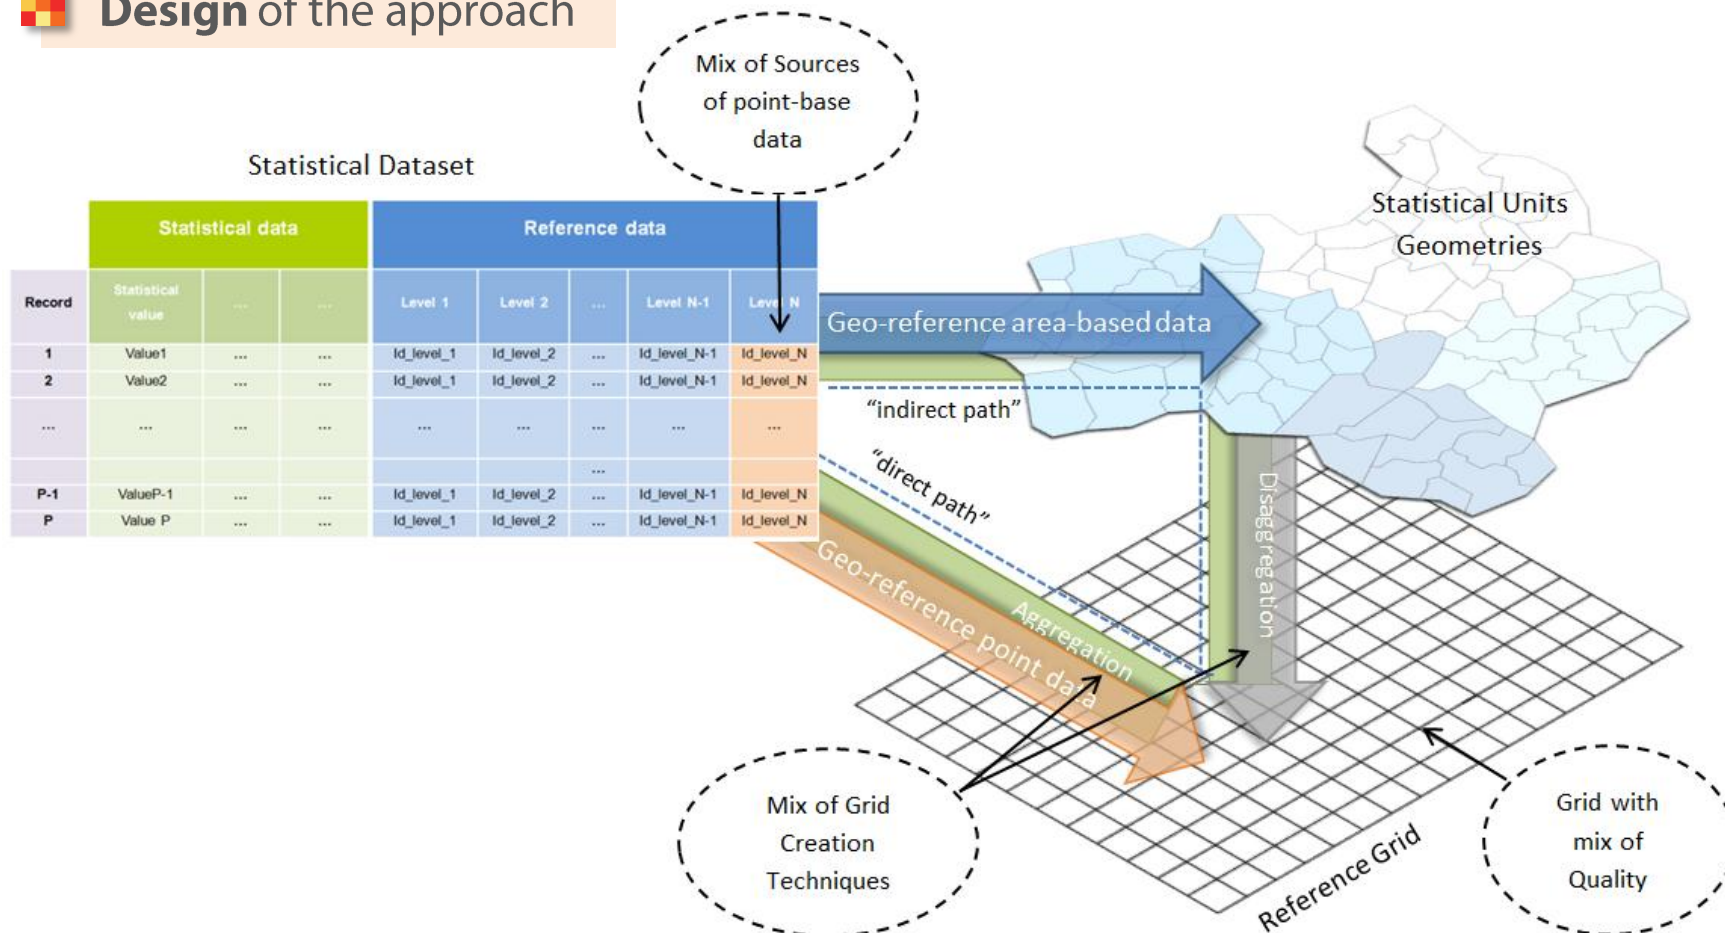 Design of the approach
Mix of Sources
of point-base
data
Statistical Dataset
Statistical data Reference data
Record Statistical value ... ... Level 1 Level 2 ... Level N-1 Level N
1 Value1 ... ... Id_level_1 Id_level_2 ... Id_level_N-1 Id_level_N
2 Value2 ... ... Id_level_1 Id_level_2 ... Id_level_N-1 Id_level_N
... ... ... ... ... ... ... ... ...
...
P-1 ValueP-1 ... ... Id_level_1 Id_level_2 ... Id_level_N-1 Id_level_N
P Value P ... ... Id_level_1 Id_level_2 ... Id_level_N-1 Id_level_N
Statistical Units
Geometries
Geo-reference area-based data
“indirect path”
“direct path”
Disaggregation
Aggregation
Geo-reference point data
Mix of Grid
Creation
Techniques
Reference Grid
Grid with
mix of
Quality